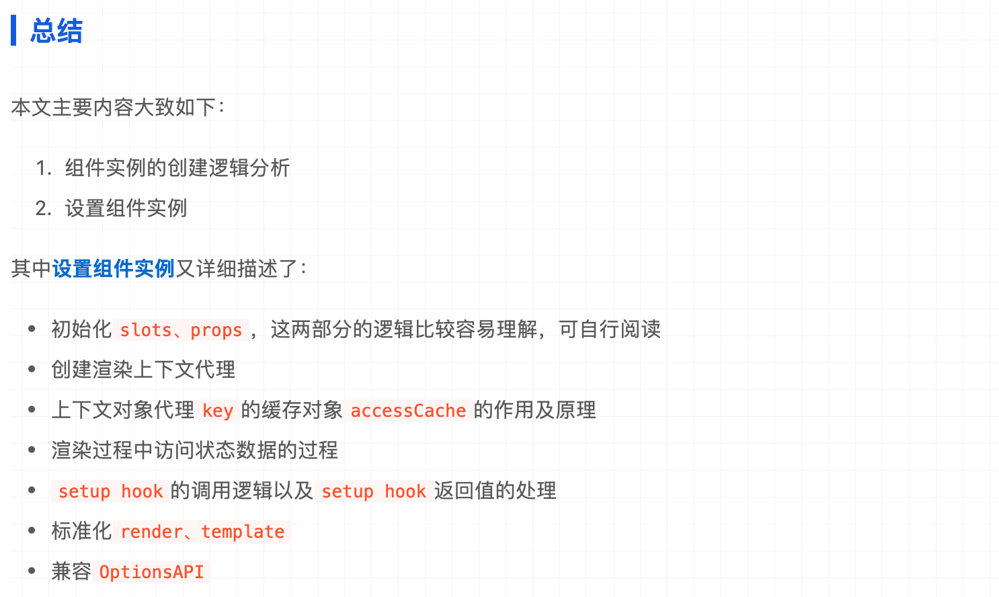 总结
本文主要内容大致如下：
1. 组件实例的创建逻辑分析
2. 设置组件实例
其中设置组件实例又详细描述了：
• 初始化 slots、props ，这两部分的逻辑比较容易理解，可自行阅读
• 创建渲染上下文代理
• 上下文对象代理 key 的缓存对象 accessCache 的作用及原理
• 渲染过程中访问状态数据的过程
• setup hook 的调用逻辑以及 setup hook 返回值的处理
• 标准化 render、template
• 兼容 OptionsAPI